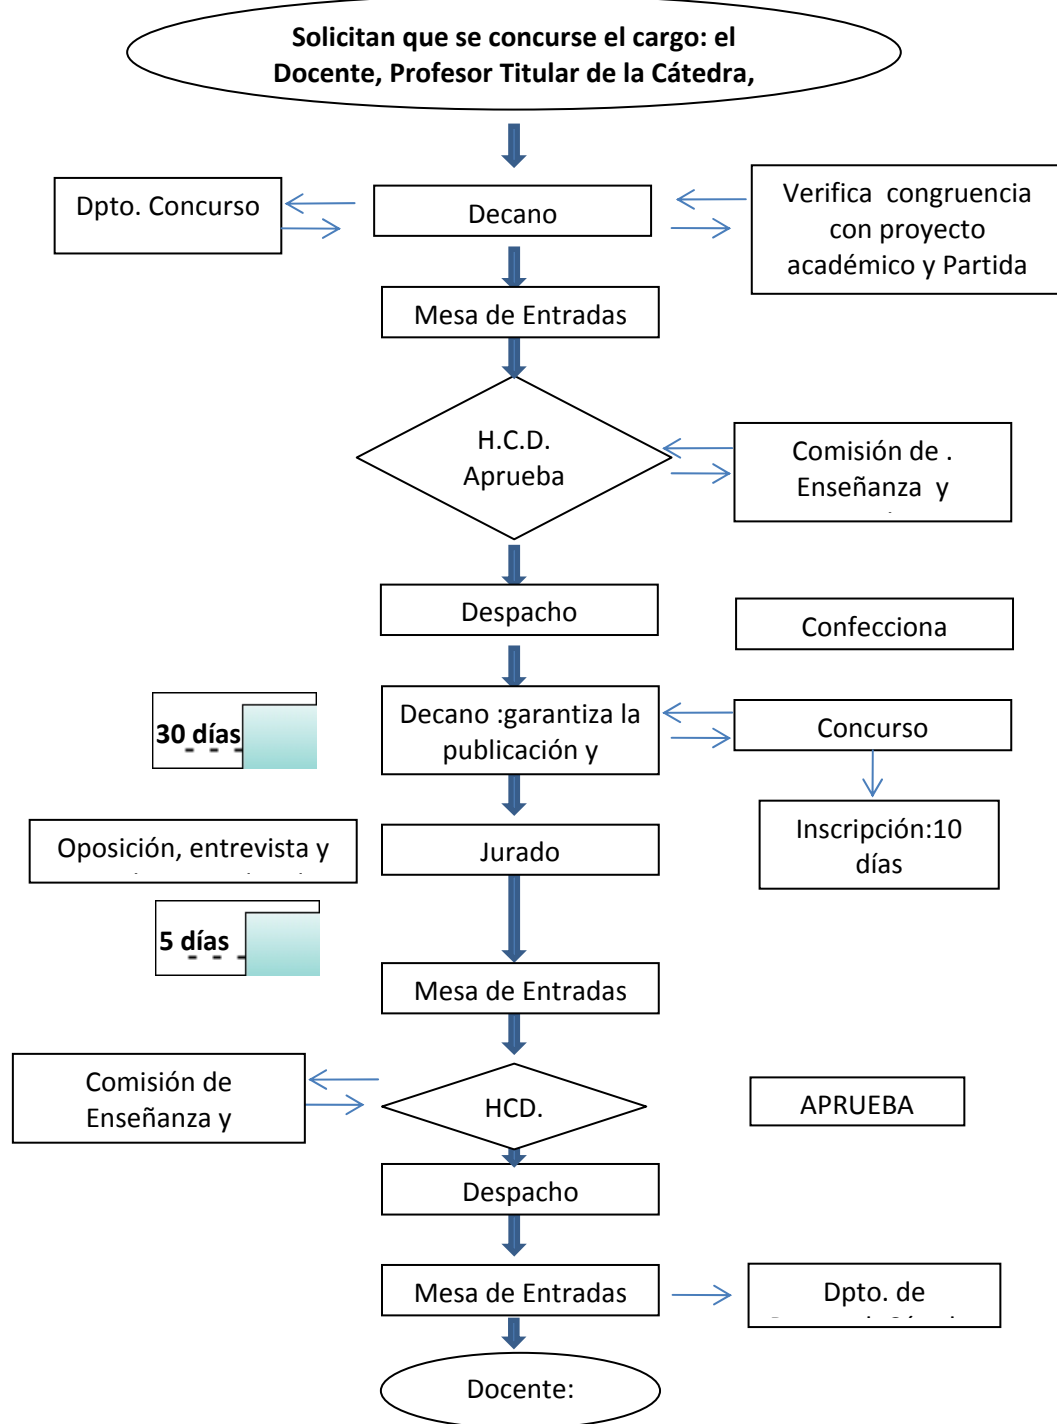 Solicitan que se concurse el cargo: el
Docente, Profesor Titular de la Cátedra,
Dpto. Concurso
Decano
Verifica congruencia
con proyecto
académico y Partida
Mesa de Entradas
H.C.D.
Aprueba
Comisión de .
Enseñanza y
Despacho
Confecciona
30 días
Decano :garantiza la
publicación y
Concurso
Oposición, entrevista y
Jurado
Inscripción:10
días
5 días
Mesa de Entradas
Comisión de
Enseñanza y
HCD.
APRUEBA
Despacho
Mesa de Entradas
Dpto. de
Docente: